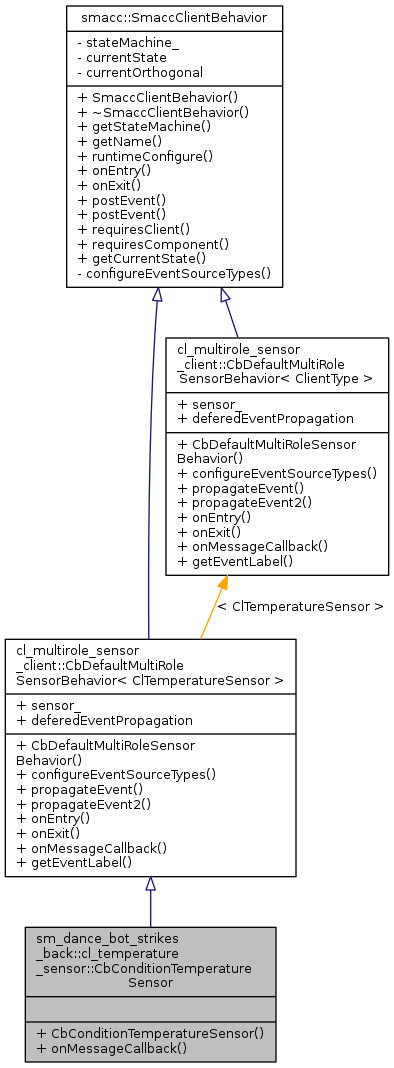 smacc::SmaccClientBehavior
- stateMachine_
- currentState
- currentOrthogonal
+ SmaccClientBehavior()
+ ~SmaccClientBehavior()
+ getStateMachine()
+ getName()
+ runtimeConfigure()
+ onEntry()
+ onExit()
+ postEvent()
+ postEvent()
+ requiresClient()
+ requiresComponent()
+ getCurrentState()
- configureEventSourceTypes()
cl_multirole_sensor
_client::CbDefaultMultiRole
SensorBehavior< ClientType >
+ sensor_
+ deferedEventPropagation
+ CbDefaultMultiRoleSensor
Behavior()
+ configureEventSourceTypes()
+ propagateEvent()
+ propagateEvent2()
+ onEntry()
+ onExit()
+ onMessageCallback()
+ getEventLabel()
< ClTemperatureSensor >
cl_multirole_sensor
_client::CbDefaultMultiRole
SensorBehavior< ClTemperatureSensor >
+ sensor_
+ deferedEventPropagation
+ CbDefaultMultiRoleSensor
Behavior()
+ configureEventSourceTypes()
+ propagateEvent()
+ propagateEvent2()
+ onEntry()
+ onExit()
+ onMessageCallback()
+ getEventLabel()
sm_dance_bot_strikes
_back::cl_temperature
_sensor::CbConditionTemperature
Sensor
+ CbConditionTemperatureSensor()
+ onMessageCallback()